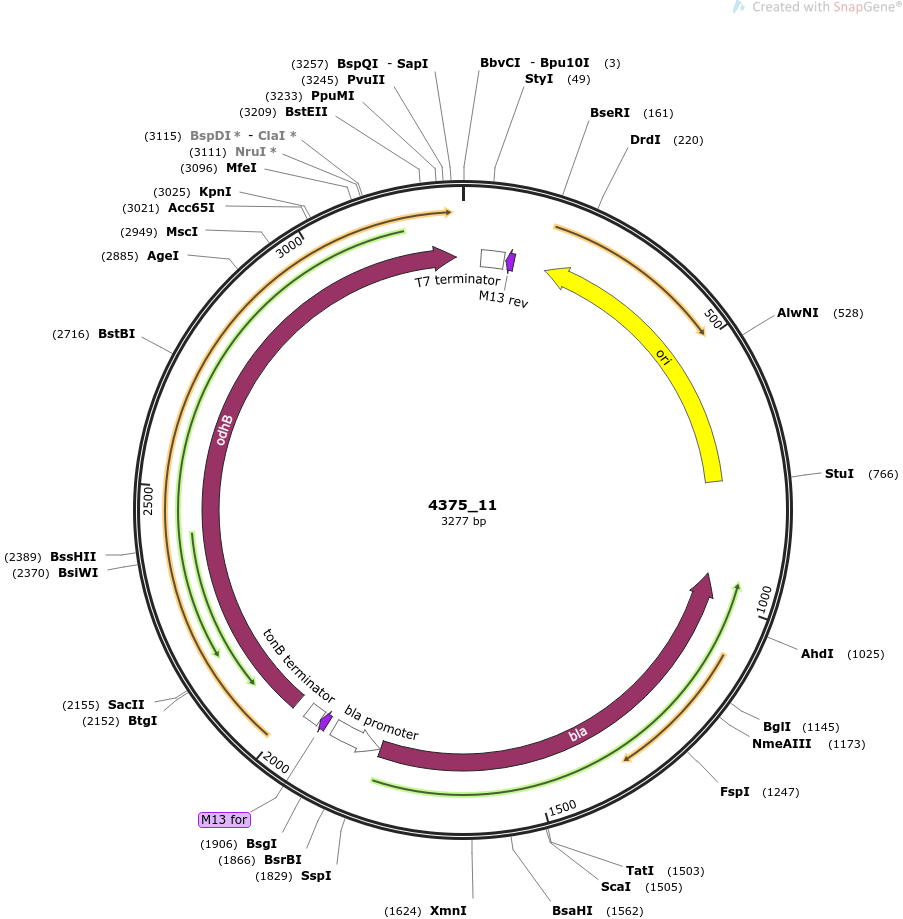 Created with SnapGene®
(3257) BspQI - SapI
(3245) PvuII
(3233) PpuMI
(3209) BstEII
(3115) BspDI * - ClaI *
(3111) NruI *
(3096) MfeI
(3025) KpnI
(3021) Acc65I
(2949) MscI
(2885) AgeI
(2716) BstBI
(2389) BssHII
(2370) BsiWI
(2155) SacII
(2152) BtgI
M13 for
(1906) BsgI
(1866) BsrBI
(1829) SspI
(1624) XmnI
BbvCI - Bpu10I (3)
StyI (49)
BseRI (161)
DrdI (220)
AlwNI (528)
StuI (766)
AhdI (1025)
BglI (1145)
NmeAIII (1173)
FspI (1247)
TatI (1503)
ScaI (1505)
BsaHI (1562)
500
1000
1500
2000
2500
3000
T7 terminator
M13 rev
ori
odhB
tonB terminator
bla promoter
bla
4375_11
3277 bp